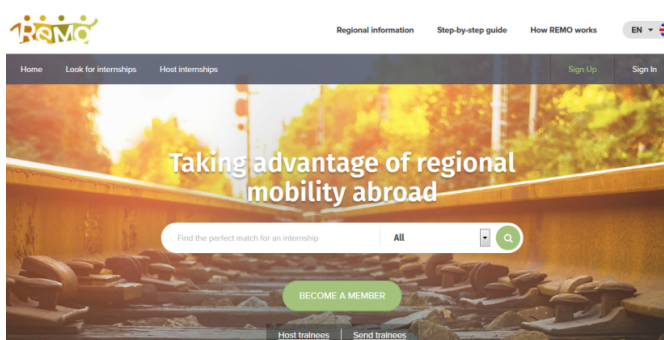 REMO
Regional information Step-by-step guide How REMO works EN
Home Look for internships Host internships Sign Up Sign In
Taking advantage of regional
mobility abroad
Find the perfect match for an internship All
BECOME A MEMBER
Host trainees Send trainees